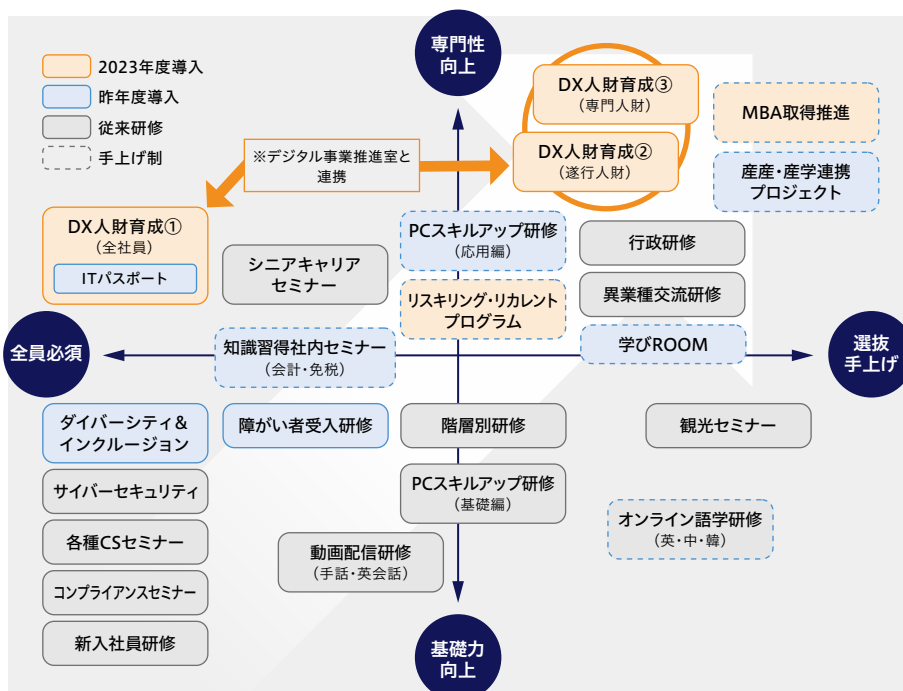 専門性
向上
2023年度導入
昨年度導入
従来研修
手上げ制
DX人財育成③
(専門人財)
DX人財育成②
(遂行人財)
MBA取得推進
産産・産学連携
プロジェクト
※デジタル事業推進室と
連携
DX人財育成①
(全社員)
ITパスポート
シニアキャリア
セミナー
PCスキルアップ研修
(応用編)
行政研修
リスキリング・リカレント
プログラム
異業種交流研修
全員必須
知識習得社内セミナー
(会計・免税)
学びROOM
選抜
手上げ
ダイバーシティ&
インクルージョン
障がい者受入研修
階層別研修
観光セミナー
サイバーセキュリティ
PCスキルアップ研修
(基礎編)
各種CSセミナー
動画配信研修
(手話・英会話)
オンライン語学研修
(英・中・韓)
コンプライアンスセミナー
新入社員研修
基礎力
向上